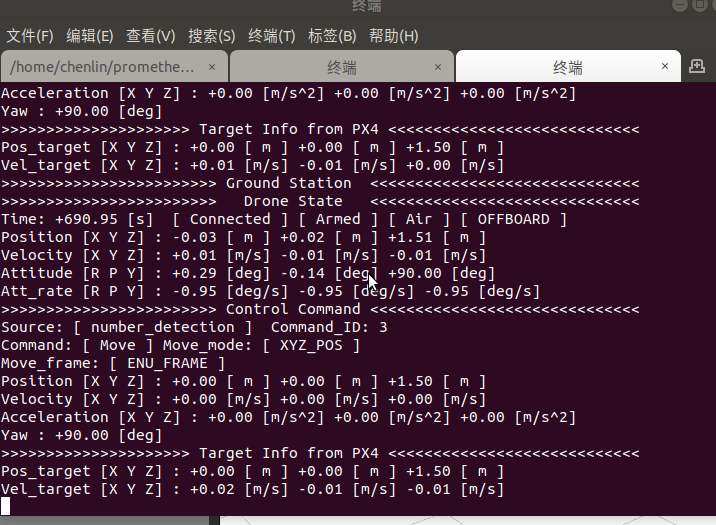 终端
文件(F) 编辑(E) 查看(V) 搜索(S) 终端(T) 标签(B) 帮助(H)
/home/chenlin/promethe... × 终端 × 终端 ×
Acceleration [X Y Z] : +0.00 [m/s^2] +0.00 [m/s^2] +0.00 [m/s^2]
Yaw : +90.00 [deg]
>>>>>>>>>>>>>>>>>>>>> Target Info from PX4 <<<<<<<<<<<<<<<<<<<<<<<<<<<<
Pos_target [X Y Z] : +0.00 [ m ] +0.00 [ m ] +1.50 [ m ]
Vel_target [X Y Z] : +0.01 [m/s] -0.01 [m/s] +0.00 [m/s]
>>>>>>>>>>>>>>>>>>>>>>>> Ground Station  <<<<<<<<<<<<<<<<<<<<<<<<<<<<<<
>>>>>>>>>>>>>>>>>>>>>>>>   Drone State   <<<<<<<<<<<<<<<<<<<<<<<<<<<<<<
Time: +690.95 [s]  [ Connected ] [ Armed ] [ Air ] [ OFFBOARD ]
Position [X Y Z] : -0.03 [ m ] +0.02 [ m ] +1.51 [ m ]
Velocity [X Y Z] : +0.01 [m/s] -0.01 [m/s] -0.01 [m/s]
Attitude [R P Y] : +0.29 [deg] -0.14 [deg] +90.00 [deg]
Att_rate [R P Y] : -0.95 [deg/s] -0.95 [deg/s] -0.95 [deg/s]
>>>>>>>>>>>>>>>>>>>>>>>> Control Command <<<<<<<<<<<<<<<<<<<<<<<<<<<<<<
Source: [ number_detection ]  Command_ID: 3
Command: [ Move ] Move_mode: [ XYZ_POS ]
Move_frame: [ ENU_FRAME ]
Position [X Y Z] : +0.00 [ m ] +0.00 [ m ] +1.50 [ m ]
Velocity [X Y Z] : +0.00 [m/s] +0.00 [m/s] +0.00 [m/s]
Acceleration [X Y Z] : +0.00 [m/s^2] +0.00 [m/s^2] +0.00 [m/s^2]
Yaw : +90.00 [deg]
>>>>>>>>>>>>>>>>>>>>> Target Info from PX4 <<<<<<<<<<<<<<<<<<<<<<<<<<<<
Pos_target [X Y Z] : +0.00 [ m ] +0.00 [ m ] +1.50 [ m ]
Vel_target [X Y Z] : +0.02 [m/s] -0.01 [m/s] -0.01 [m/s]